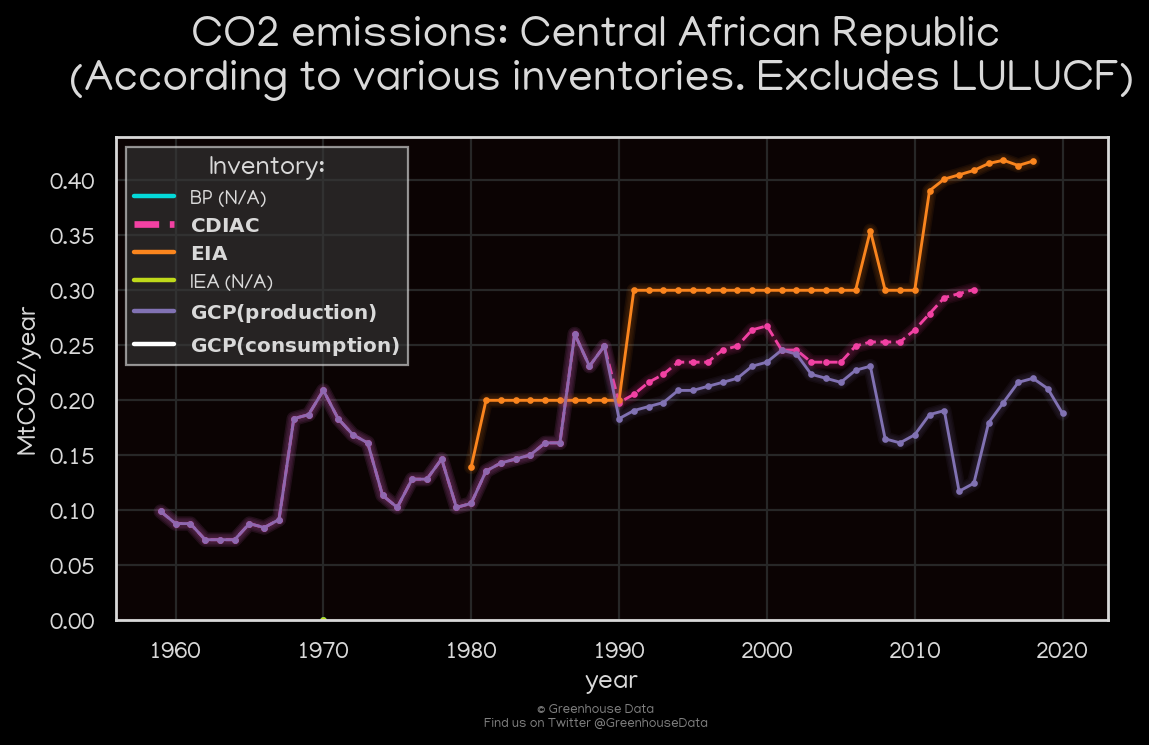 CO2 emissions: Central African Republic
(According to various inventories. Excludes LULUCF)
Inventory:
BP (N/A)
CDIAC
EIA
IEA (N/A)
GCP(production)
GCP(consumption)
MtCO2/year
0.40
0.35
0.30
0.25
0.20
0.15
0.10
0.05
0.00
1960 1970 1980 1990 2000 2010 2020
year
© Greenhouse Data
Find us on Twitter @GreenhouseData